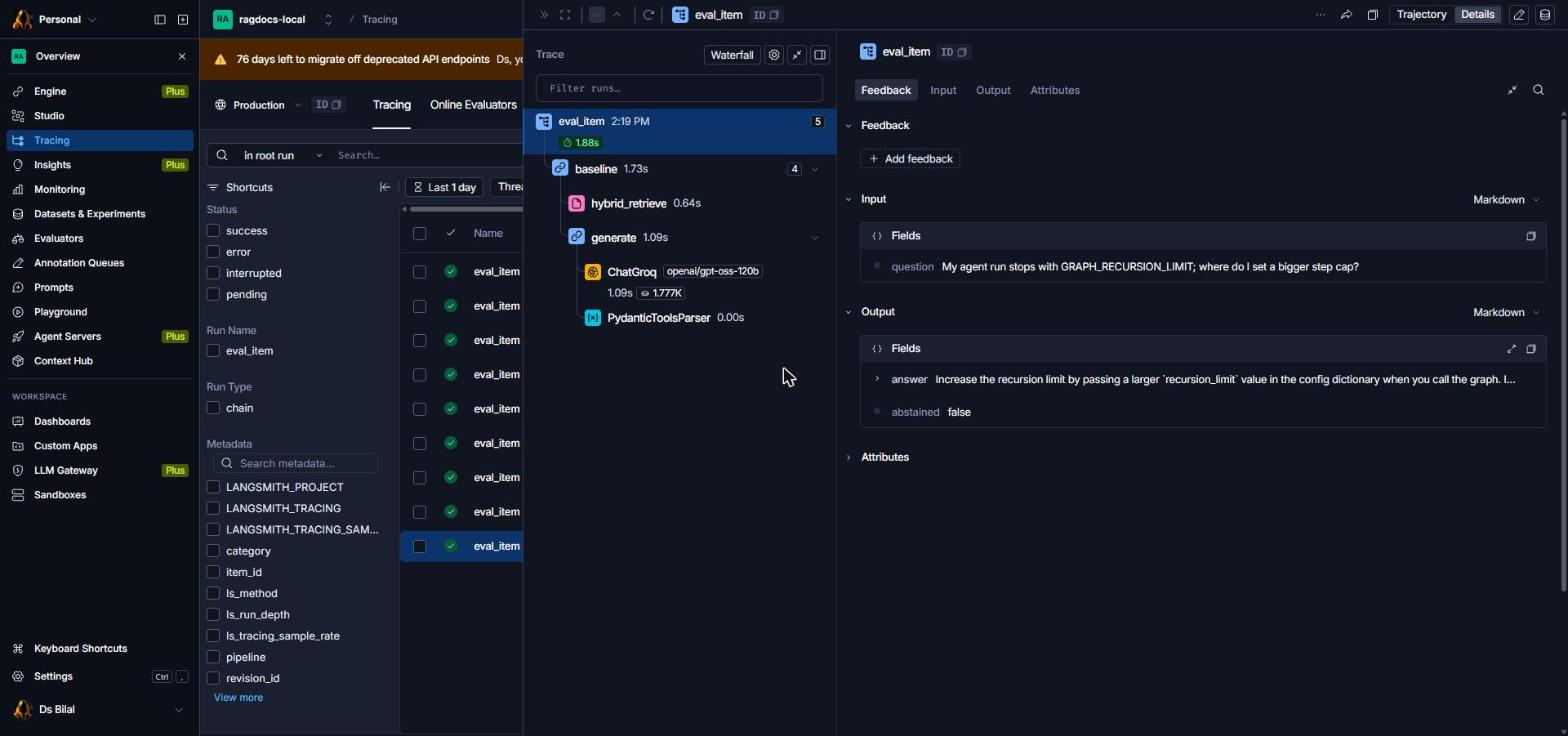 Personal
Overview
Engine Plus
Studio
Tracing
Insights Plus
Monitoring
Datasets & Experiments
Evaluators
Annotation Queues
Prompts
Playground
Agent Servers Plus
Context Hub
WORKSPACE
Dashboards
Custom Apps
LLM Gateway Plus
Sandboxes
Keyboard Shortcuts
Settings Ctrl ,
Ds Bilal
RA ragdocs-local / Tracing
76 days left to migrate off deprecated API endpoints Ds, yo
Production ID Tracing Online Evaluators
in root run Search...
Shortcuts Last 1 day Threa
Status
success
error
interrupted
pending
Run Name
eval_item
Run Type
chain
Metadata
Search metadata...
LANGSMITH_PROJECT
LANGSMITH_TRACING
LANGSMITH_TRACING_SAM...
category
item_id
ls_method
ls_run_depth
ls_tracing_sample_rate
pipeline
revision_id
View more
Name
eval_item
eval_item
eval_item
eval_item
eval_item
eval_item
eval_item
eval_item
eval_item
eval_item ID Trajectory Details
Trace Waterfall
Filter runs...
eval_item 2:19 PM 5
1.88s
baseline 1.73s 4
hybrid_retrieve 0.64s
generate 1.09s
ChatGroq openai/gpt-oss-120b
1.09s 1.777K
PydanticToolsParser 0.00s
eval_item ID
Feedback Input Output Attributes
Feedback
+ Add feedback
Input Markdown
{} Fields
question My agent run stops with GRAPH_RECURSION_LIMIT; where do I set a bigger step cap?
Output Markdown
{} Fields
answer Increase the recursion limit by passing a larger `recursion_limit` value in the config dictionary when you call the graph. I...
abstained false
Attributes